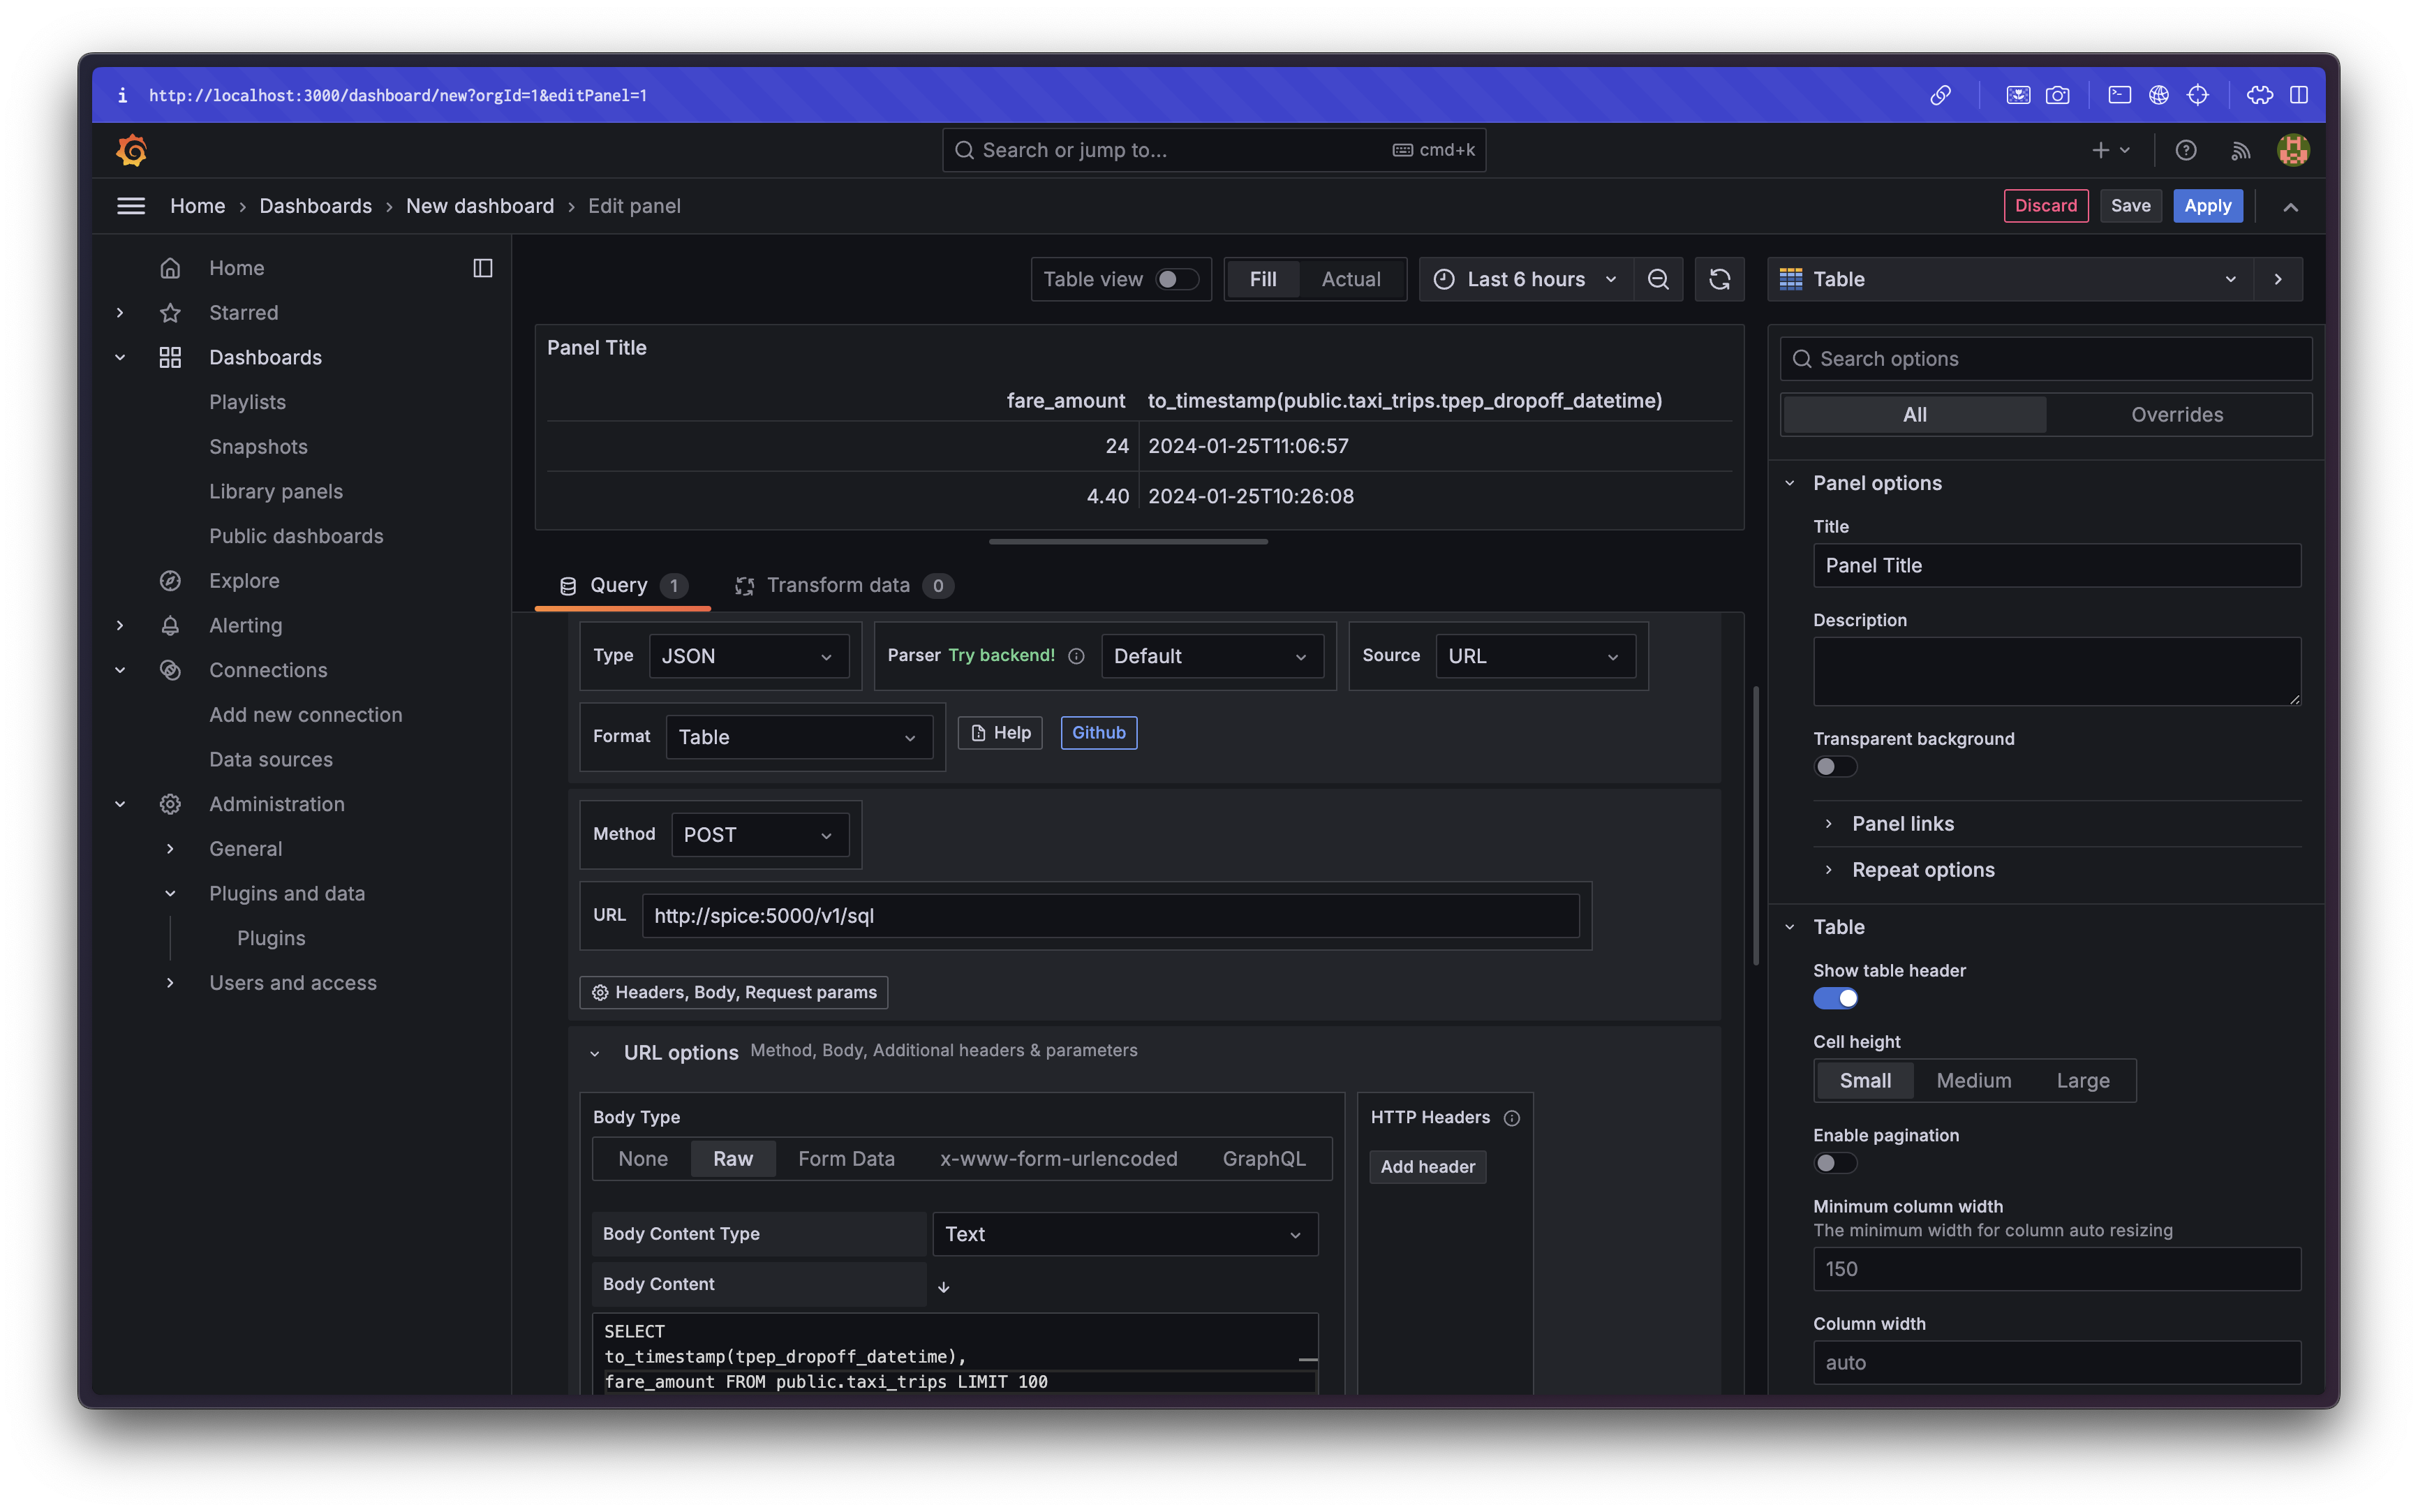 http://localhost:3000/dashboard/new?orgId=1&editPanel=1
Search or jump to...
cmd+k
Home › Dashboards › New dashboard › Edit panel
Discard
Save
Apply
Home
Starred
Dashboards
Playlists
Snapshots
Library panels
Public dashboards
Explore
Alerting
Connections
Add new connection
Data sources
Administration
General
Plugins and data
Plugins
Users and access
Table view
Fill
Actual
Last 6 hours
Panel Title
fare_amount to_timestamp(public.taxi_trips.tpep_dropoff_datetime)
24 2024-01-25T11:06:57
4.40 2024-01-25T10:26:08
Query 1
Transform data 0
Type JSON
Parser Try backend! Default
Source URL
Format Table
Help
Github
Method POST
URL http://spice:5000/v1/sql
Headers, Body, Request params
URL options Method, Body, Additional headers & parameters
Body Type
None Raw Form Data x-www-form-urlencoded GraphQL
Body Content Type Text
Body Content
SELECT
to_timestamp(tpep_dropoff_datetime),
fare_amount FROM public.taxi_trips LIMIT 100
HTTP Headers
Add header
Table
Search options
All
Overrides
Panel options
Title
Panel Title
Description
Transparent background
Panel links
Repeat options
Table
Show table header
Cell height
Small Medium Large
Enable pagination
Minimum column width
The minimum width for column auto resizing
150
Column width
auto